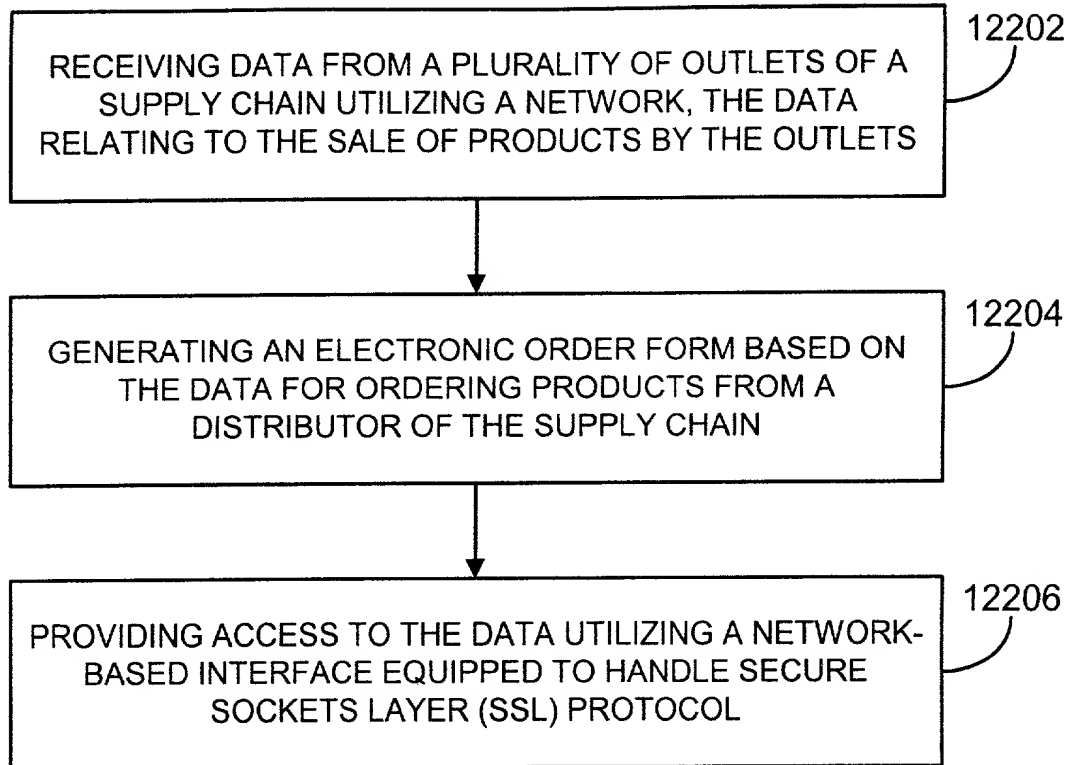 12202
RECEIVING DATA FROM A PLURALITY OF OUTLETS OF A
SUPPLY CHAIN UTILIZING A NETWORK, THE DATA
RELATING TO THE SALE OF PRODUCTS BY THE OUTLETS
12204
GENERATING AN ELECTRONIC ORDER FORM BASED ON
THE DATA FOR ORDERING PRODUCTS FROM A
DISTRIBUTOR OF THE SUPPLY CHAIN
12206
PROVIDING ACCESS TO THE DATA UTILIZING A NETWORK-
BASED INTERFACE EQUIPPED TO HANDLE SECURE
SOCKETS LAYER (SSL) PROTOCOL